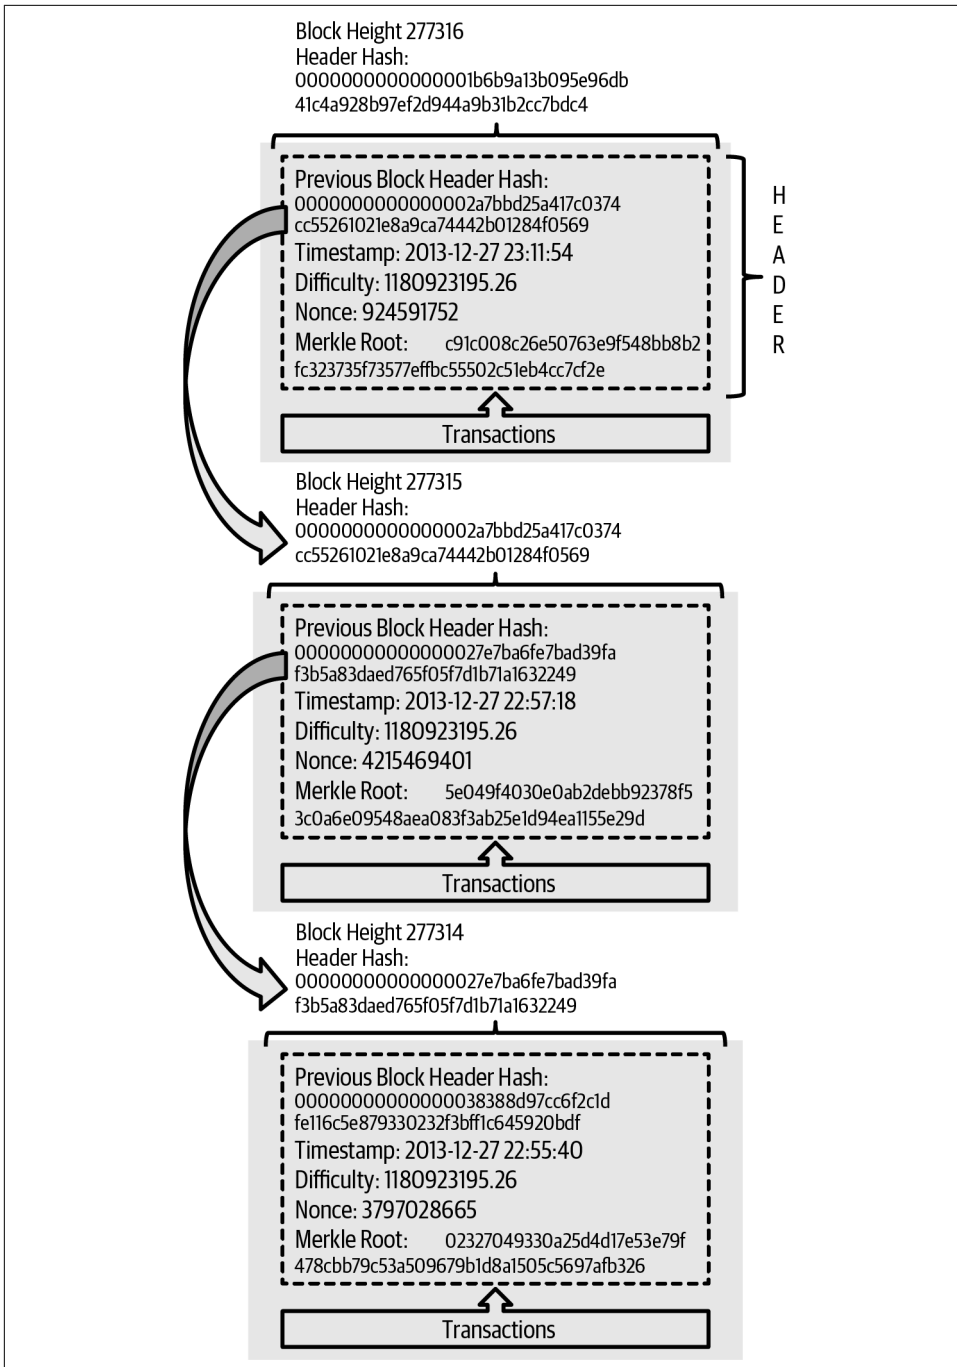 Block Height 277316
Header Hash:
0000000000000001b6b9a13b095e96db
41c4a928b97ef2d944a9b31b2cc7bdc4
Previous Block Header Hash:
0000000000000002a7bbd25a417c0374
cc55261021e8a9ca74442b01284f0569
Timestamp: 2013-12-27 23:11:54
Difficulty: 1180923195.26
Nonce: 924591752
Merkle Root: c91c008c26e50763e9f548bb8b2
fc323735f73577effbc55502c51eb4cc7cf2e
Transactions
HEADER
Block Height 277315
Header Hash:
0000000000000002a7bbd25a417c0374
cc55261021e8a9ca74442b01284f0569
Previous Block Header Hash:
00000000000000027e7ba6fe7bad39fa
f3b5a83daed765f05f7d1b71a1632249
Timestamp: 2013-12-27 22:57:18
Difficulty: 1180923195.26
Nonce: 4215469401
Merkle Root: 5e049f4030e0ab2debb92378f5
3c0a6e09548aea083f3ab25e1d94ea1155e29d
Transactions
Block Height 277314
Header Hash:
00000000000000027e7ba6fe7bad39fa
f3b5a83daed765f05f7d1b71a1632249
Previous Block Header Hash:
00000000000000038388d97cc6f2c1d
fe116c5e879330232f3bff1c645920bdf
Timestamp: 2013-12-27 22:55:40
Difficulty: 1180923195.26
Nonce: 3797028665
Merkle Root: 02327049330a25d4d17e53e79f
478cbb79c53a509679b1d8a1505c5697afb326
Transactions